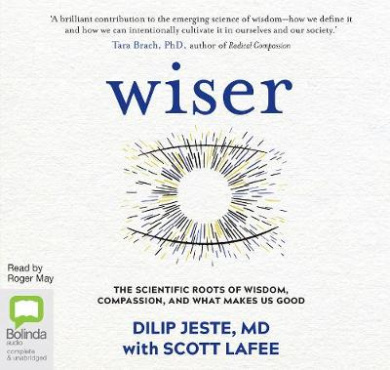 'A brilliant contribution to the emerging science of wisdom—how we define it
and how we can intentionally cultivate it in ourselves and our society.'
Tara Brach, PhD, author of Radical Compassion
wiser
Read by
Roger May
THE SCIENTIFIC ROOTS OF WISDOM,
COMPASSION, AND WHAT MAKES US GOOD
Bolinda
audio
complete &
unabridged
DILIP JESTE, MD
with SCOTT LAFEE